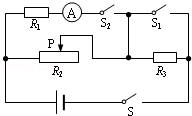 R₁ A S₂ S₁
P
R₂ R₃
S